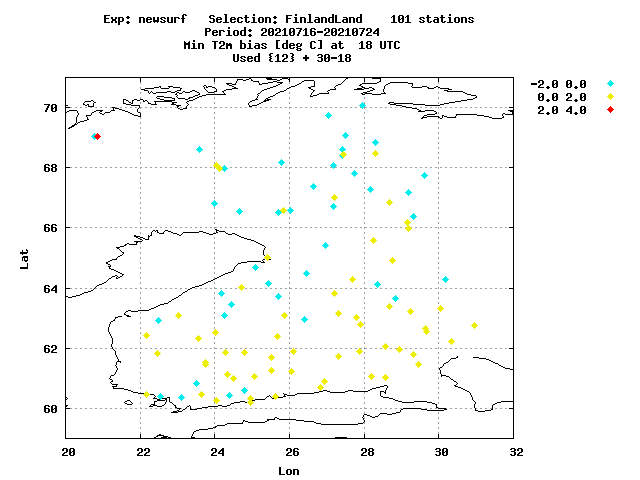 Exp: newsurf   Selection: FinlandLand    101 stations
Period: 20210716-20210724
Min T2m bias [deg C] at  18 UTC
Used {12} + 30-18
-2.0 0.0
0.0 2.0
2.0 4.0
70
68
66
64
62
60
Lat
20 22 24 26 28 30 32
Lon